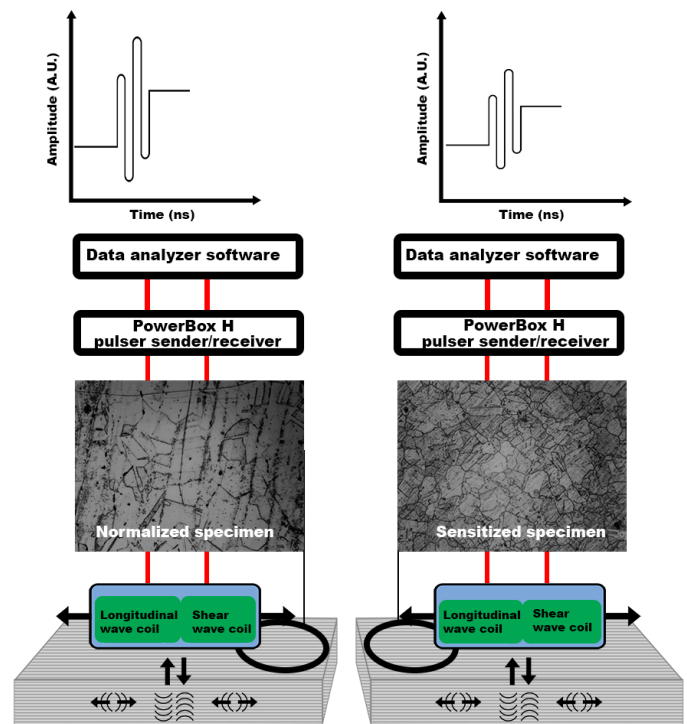 Amplitude (A.U.)
Time (ns)
Data analyzer software
PowerBox H
pulser sender/receiver
Normalized specimen
Longitudinal
wave coil
Shear
wave coil
Amplitude (A.U.)
Time (ns)
Data analyzer software
PowerBox H
pulser sender/receiver
Sensitized specimen
Longitudinal
wave coil
Shear
wave coil